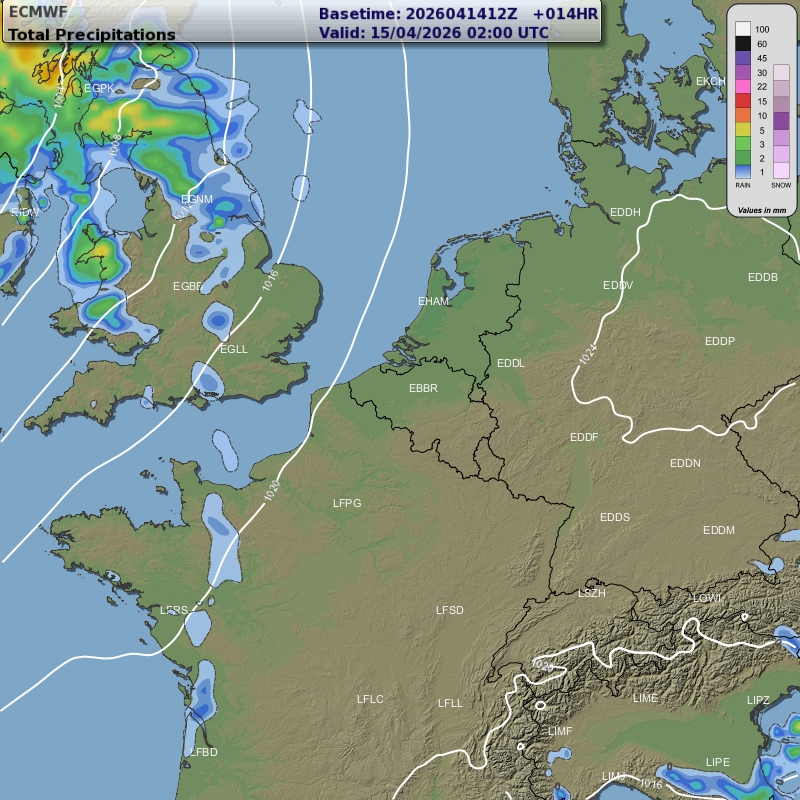 ECMWF
Basetime: 2026041412Z +014HR
Total Precipitations
Valid: 15/04/2026 02:00 UTC
100
60
45
30
22
15
10
5
3
2
1
RAIN SNOW
Values in mm
EGPK
EKCH
1008
EGNM
EDDH
1016
EDDV
EDDB
EHAM
EDDP
EGLL
1024
EDDL
EBBR
EDDF
EDDN
1020
LFPG
EDDS
EDDM
LSZH
LOWI
LFRS
LFSD
LFLC
LFLL
LIME
LIPZ
LIMF
LFBD
LIPE
LIMJ
1016